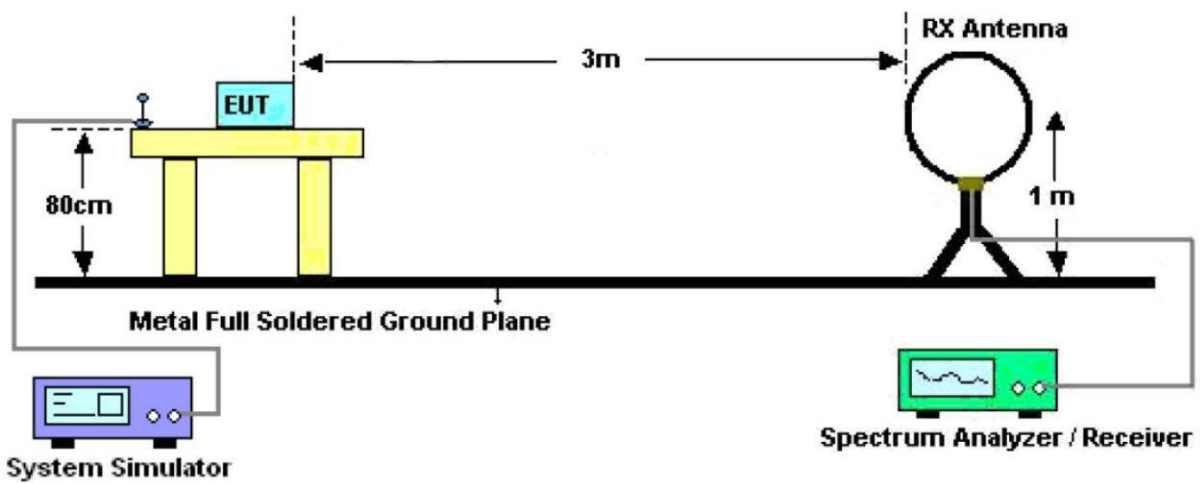 RX Antenna
3m
EUT
80cm
1 m
Metal Full Soldered Ground Plane
Spectrum Analyzer / Receiver
System Simulator